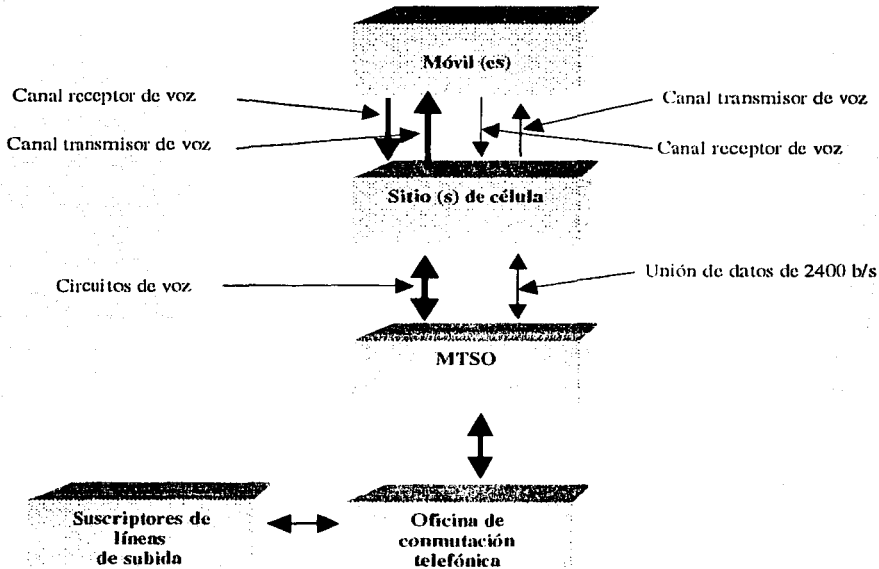 Móvil (es)
Canal receptor de voz
Canal transmisor de voz
Canal transmisor de voz
Canal receptor de voz
Sitio (s) de célula
Circuitos de voz
Unión de datos de 2400 b/s
MTSO
Suscriptores de
líneas
de subida
Oficina de
conmutación
telefónica